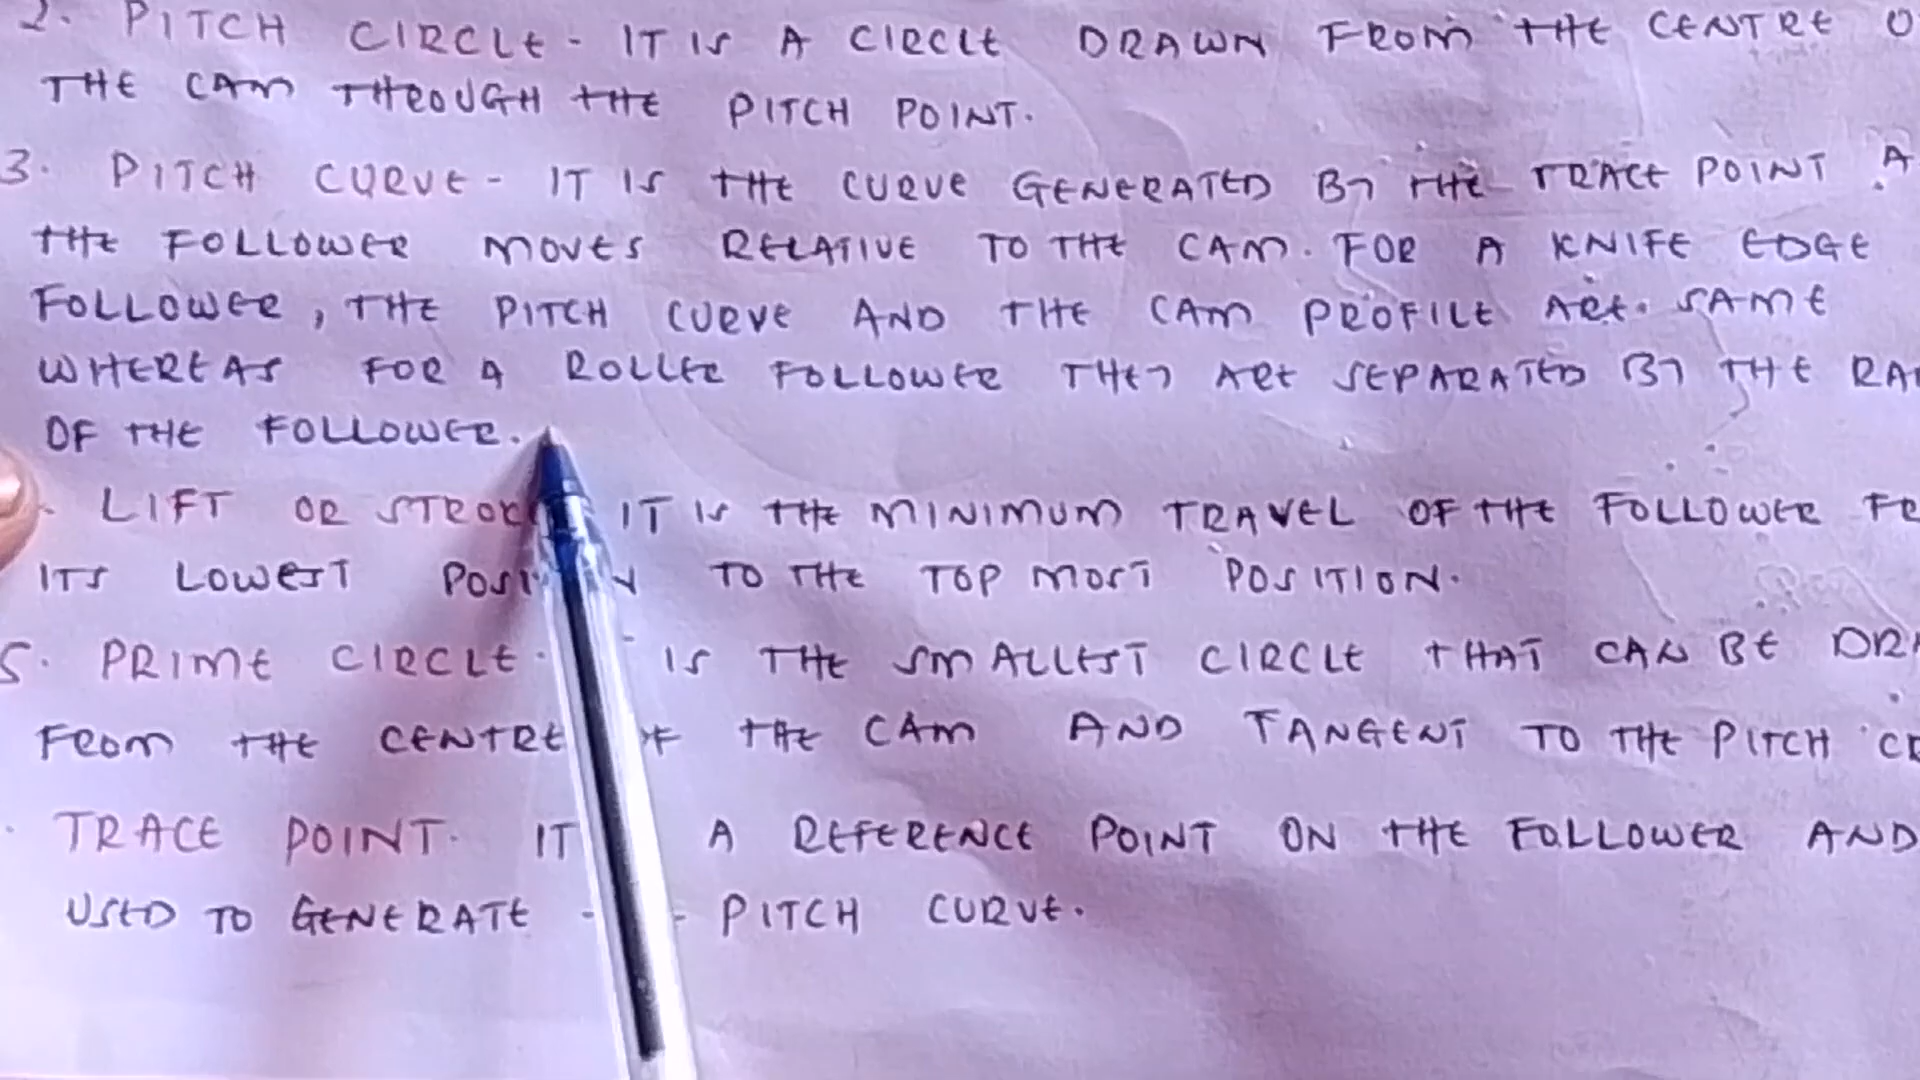 2. PITCH CIRCLE - IT IS A CIRCLE DRAWN FROM THE CENTRE
THE CAM THROUGH THE PITCH POINT.
3. PITCH CURVE - IT IS THE CURVE GENERATED BY THE TRACE POINT
THE FOLLOWER MOVES RELATIVE TO THE CAM. FOR A KNIFE EDGE
FOLLOWER, THE PITCH CURVE AND THE CAM PROFILE ARE SAME
WHEREAS FOR A ROLLER FOLLOWER THEY ARE SEPARATED BY THE
OF THE FOLLOWER.
LIFT OR IT IS THE MINIMUM TRAVEL OF THE FOLLOWER
ITS LOWEST TO THE TOP MOST POSITION.
5. PRIME CIRCLE - IS THE SMALLEST CIRCLE THAT CAN BE
FROM THE CENTRE THE CAM AND TANGENT TO THE PITCH
TRACE POINT. IT A REFERENCE POINT ON THE FOLLOWER AND
USED TO GENERATE PITCH CURVE.